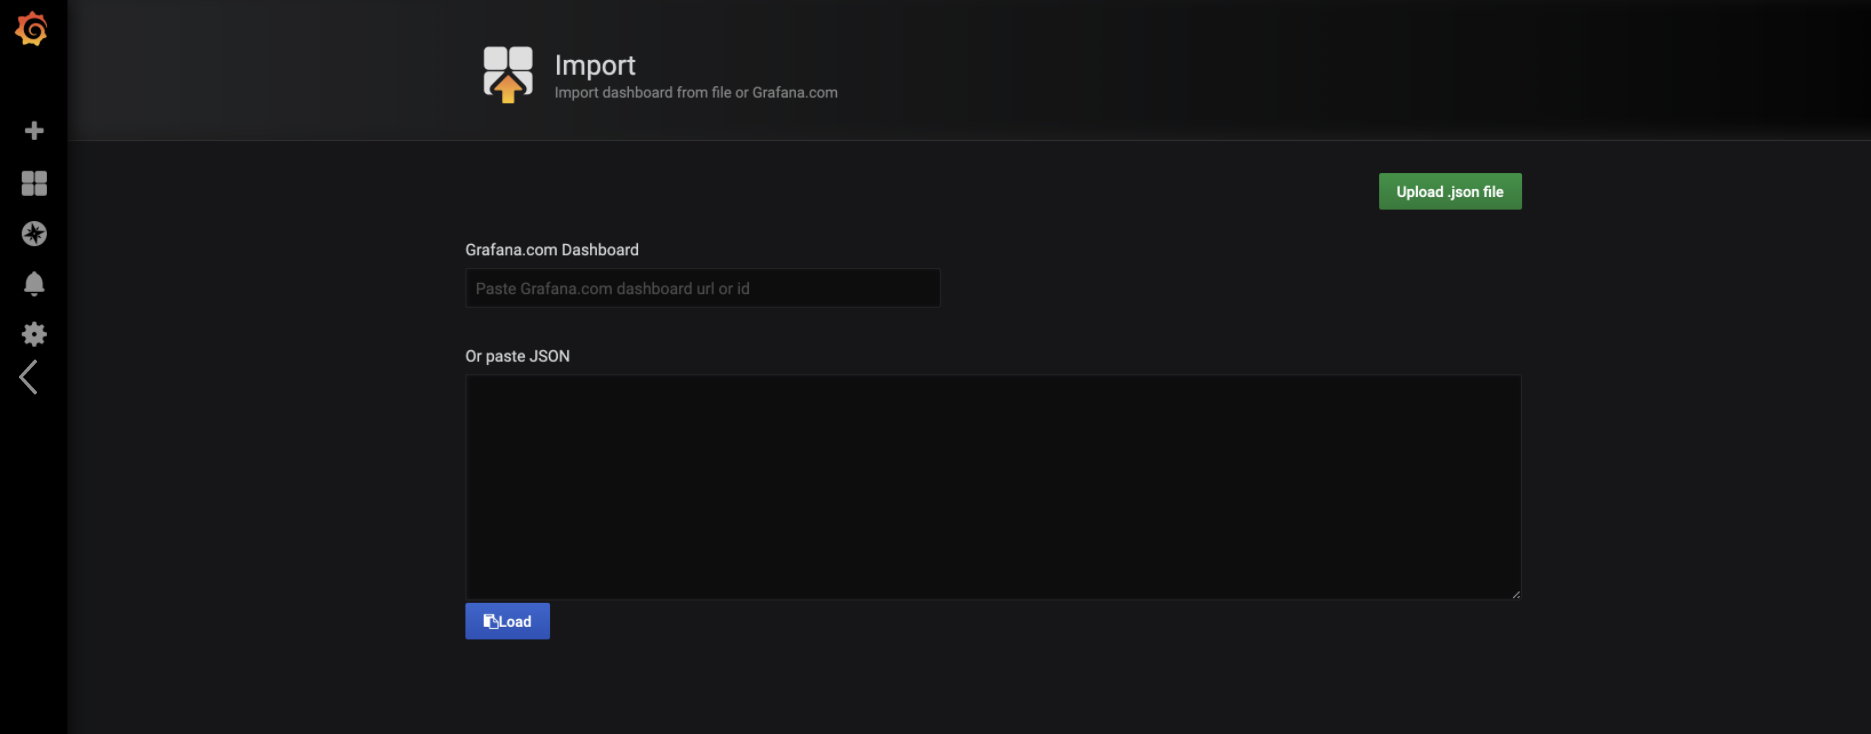 Import
Import dashboard from file or Grafana.com
Upload .json file
Grafana.com Dashboard
Paste Grafana.com dashboard url or id
Or paste JSON
Load